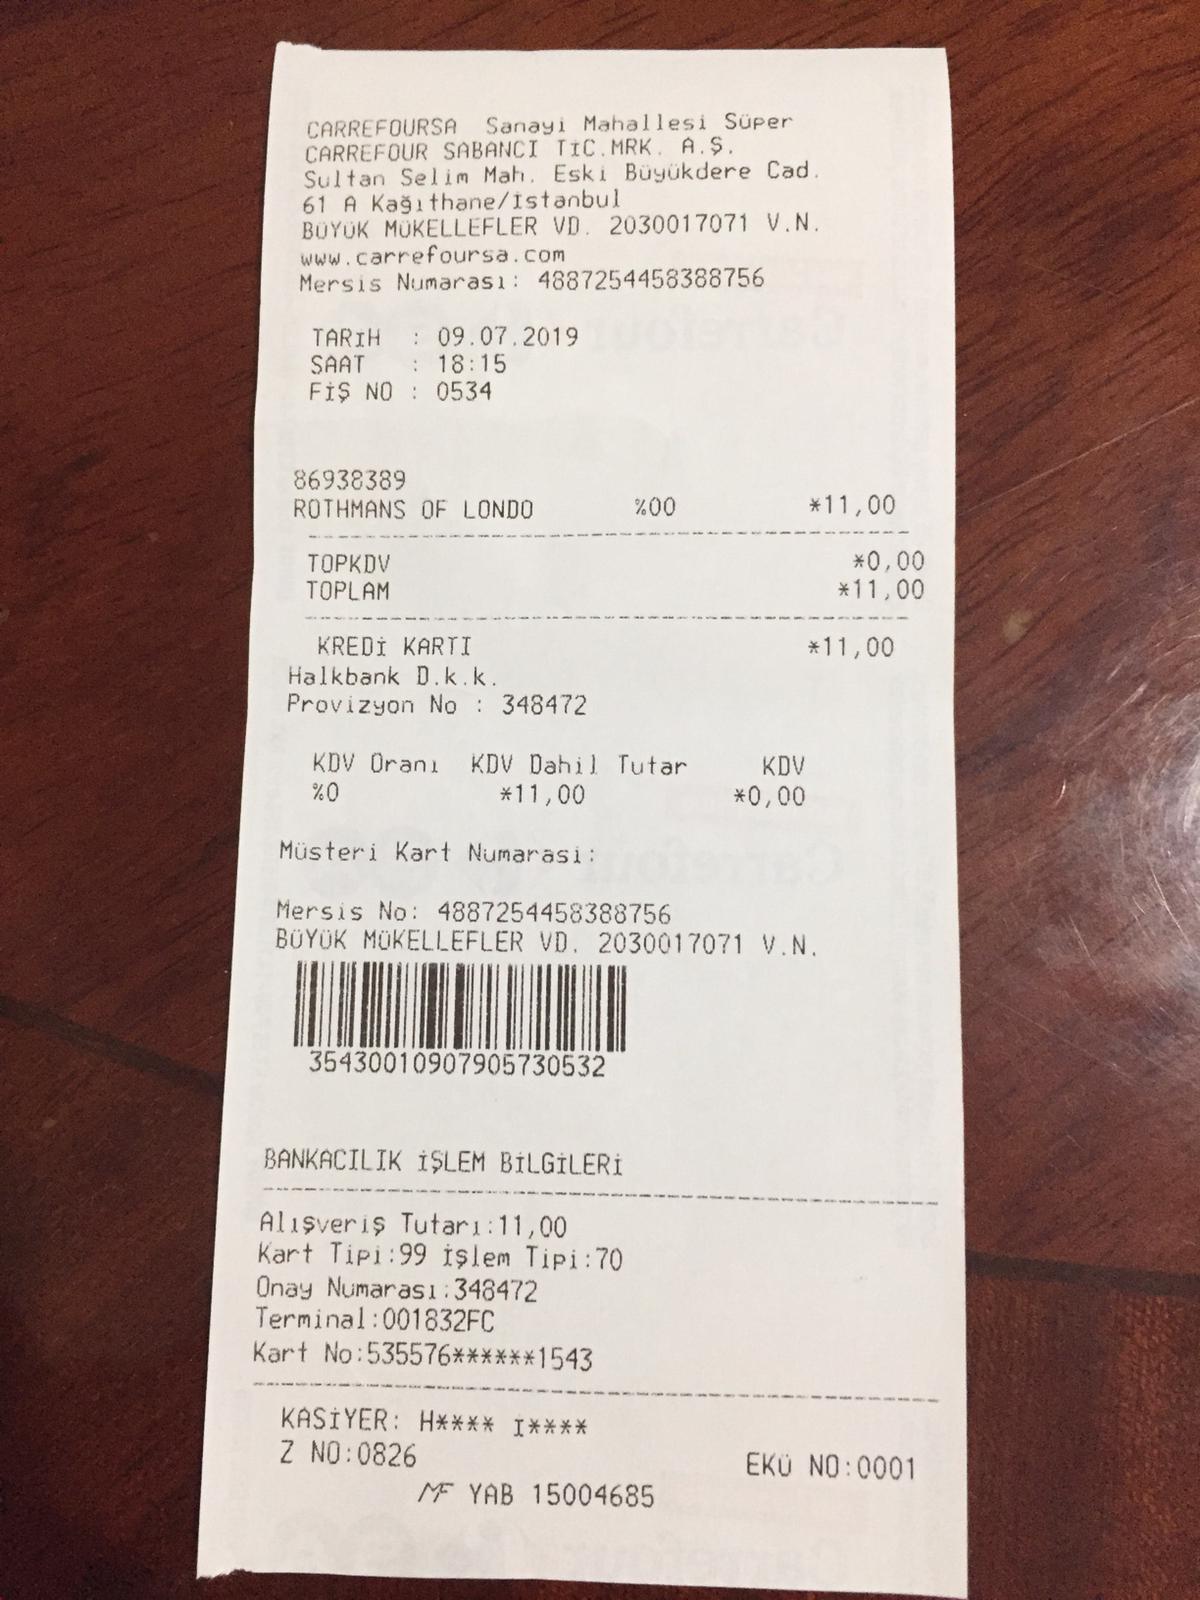 CARREFOURSA Sanayi Mahallesi Süper
CARREFOUR SABANCI TİC.MRK. A.Ş.
Sultan Selim Mah. Eski Büyükdere Cad.
61 A Kağıthane/İstanbul
BÜYÜK MÜKELLEFLER VD. 2030017071 V.N.
www.carrefoursa.com
Mersis Numarası: 4887254458388756
TARİH : 09.07.2019
SAAT : 18:15
FİŞ NO : 0534
86938389
ROTHMANS OF LONDO %00 *11,00
TOPKDV *0,00
TOPLAM *11,00
KREDİ KARTI *11,00
Halkbank D.k.k.
Provizyon No : 348472
KDV Oranı KDV Dahil Tutar KDV
%0 *11,00 *0,00
Müsteri Kart Numarasi:
Mersis No: 4887254458388756
BÜYÜK MÜKELLEFLER VD. 2030017071 V.N.
35430010907905730532
BANKACILIK İŞLEM BİLGİLERİ
Alışveriş Tutarı:11,00
Kart Tipi:99 İşlem Tipi:70
Onay Numarası:348472
Terminal:001832FC
Kart No:535576******1543
KASİYER: H**** İ****
Z NO:0826 EKÜ NO:0001
MF YAB 15004685